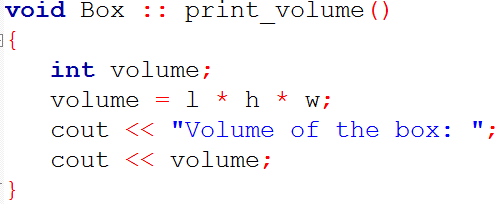 void Box :: print_volume()
{
int volume;
volume = l * h * w;
cout << "Volume of the box: ";
cout << volume;
}